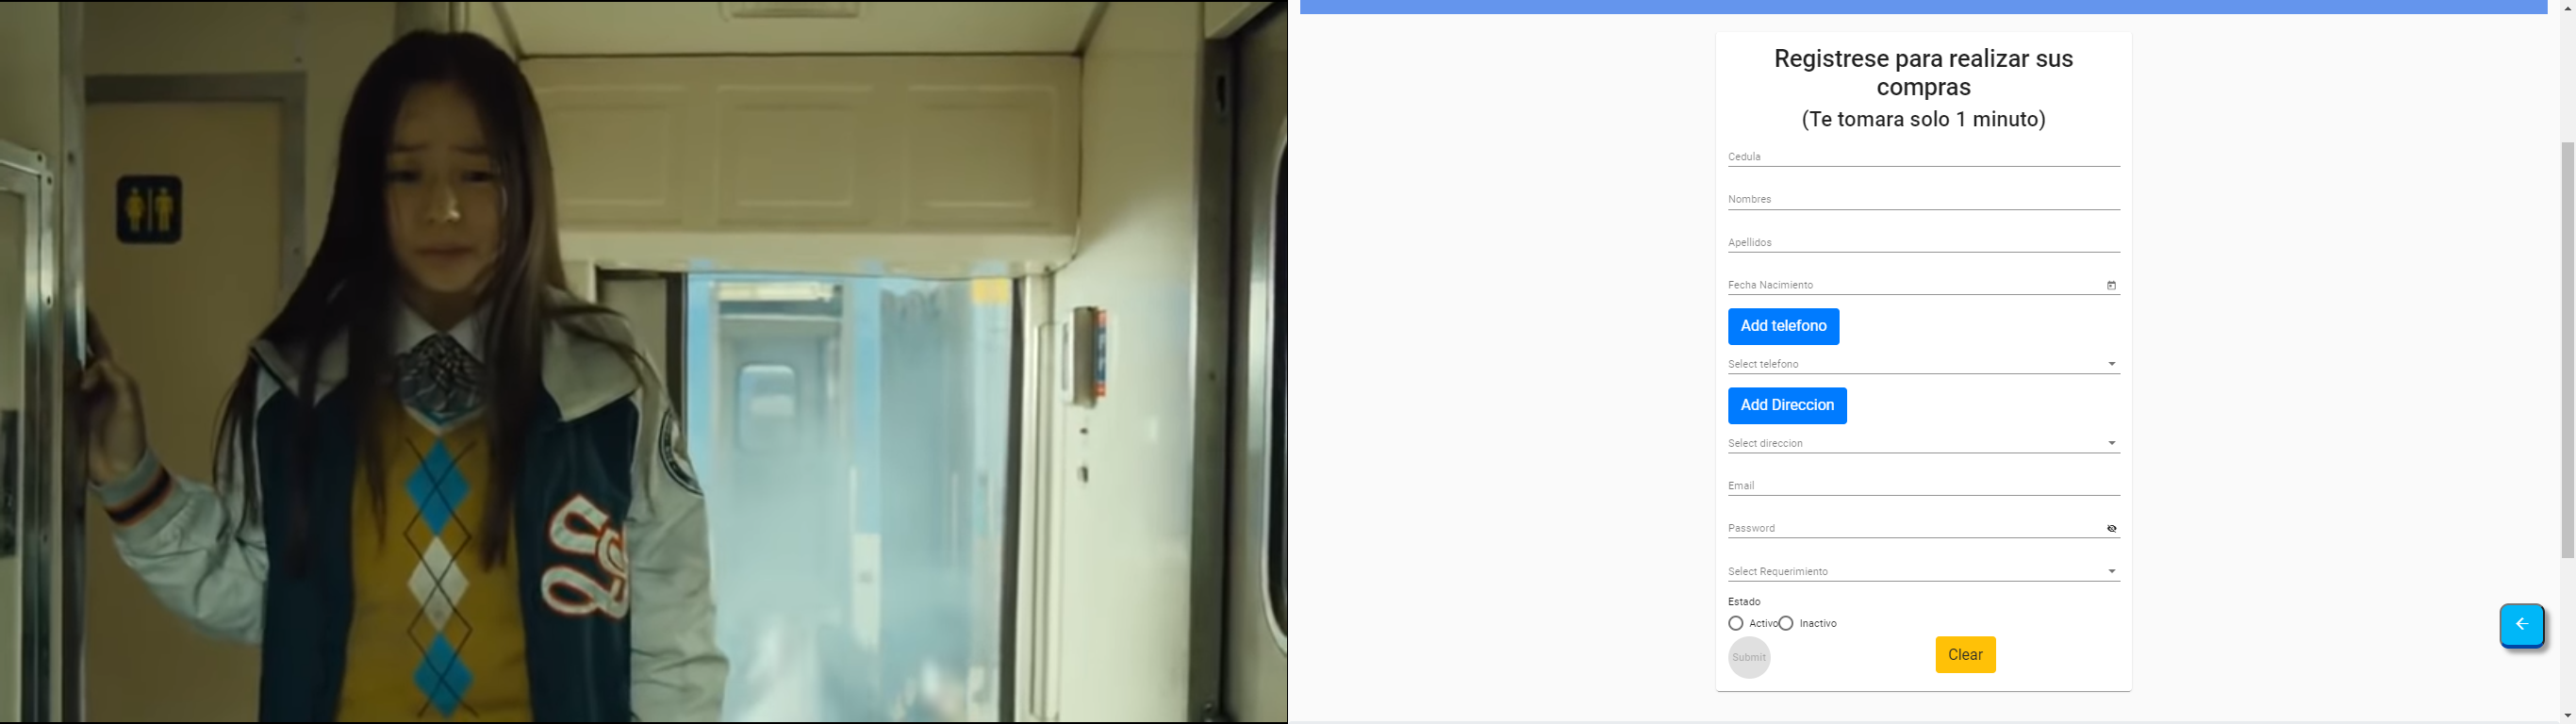 Registrese para realizar sus
compras
(Te tomara solo 1 minuto)
Cedula
Nombres
Apellidos
Fecha Nacimiento
Add telefono
Select telefono
Add Direccion
Select direccion
Email
Password
Select Requerimiento
Estado
Activo Inactivo
Submit Clear